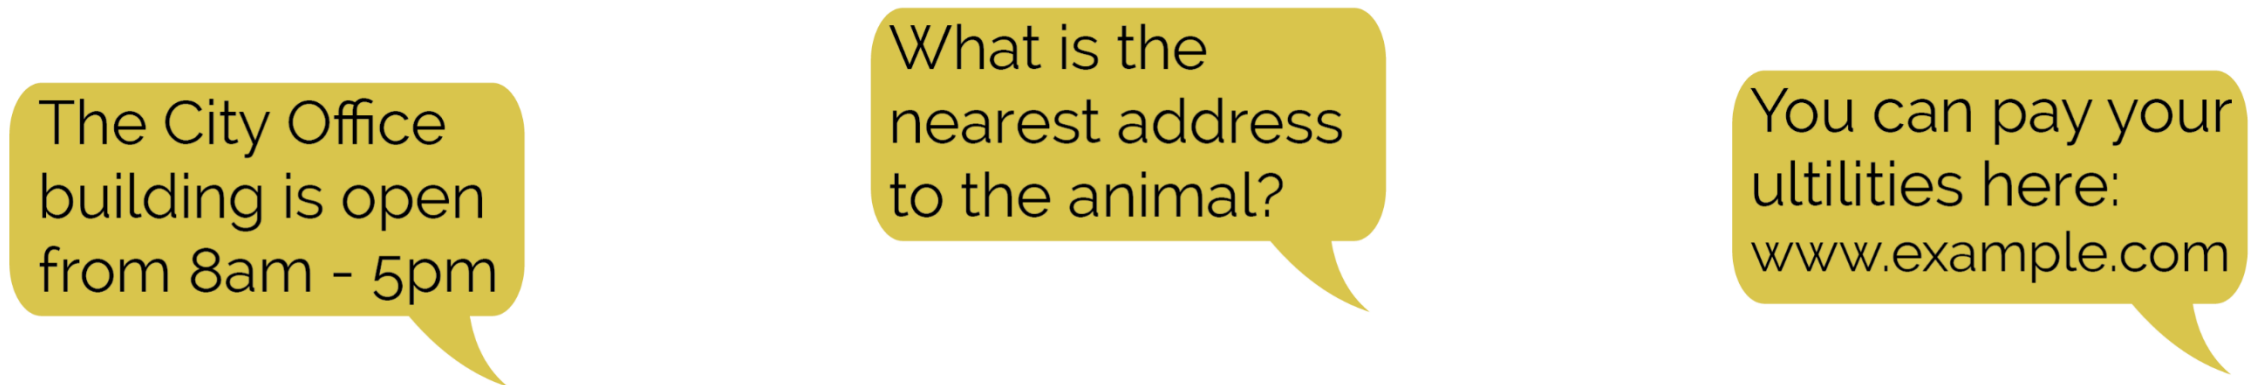 The City Office
building is open
from 8am - 5pm
What is the
nearest address
to the animal?
You can pay your
ultilities here:
www.example.com